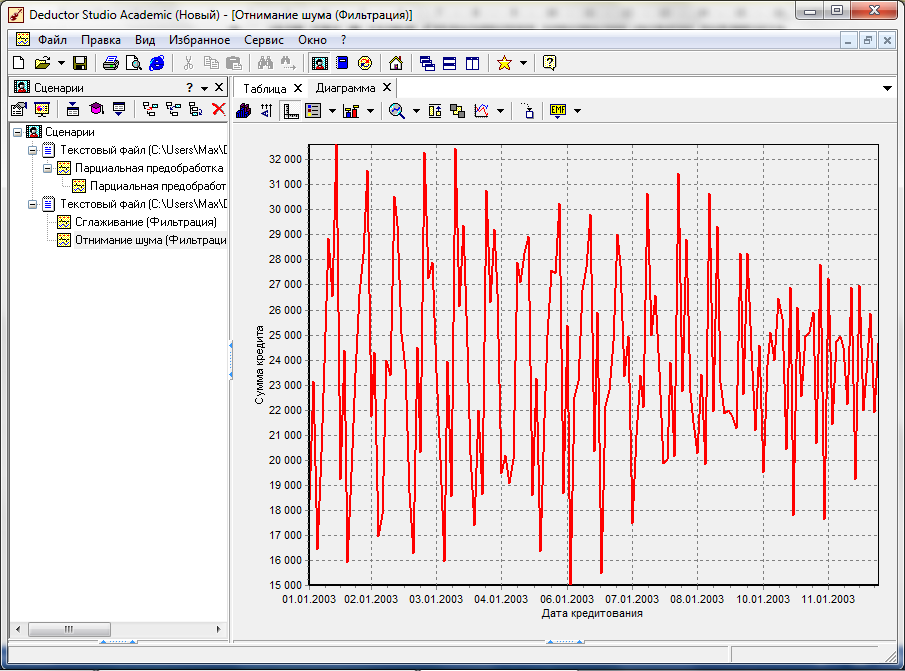 Deductor Studio Academic (Новый) - [Отнимание шума (Фильтрация)]
Файл Правка Вид Избранное Сервис Окно ?
Сценарии ?
Таблица Диаграмма
EMF
Сценарии
Текстовый файл (C:\Users\Max\D
Парциальная предобработка
Парциальная предобработ
Текстовый файл (C:\Users\Max\D
Сглаживание (Фильтрация)
Отнимание шума (Фильтраци
Сумма кредита
32 000
31 000
30 000
29 000
28 000
27 000
26 000
25 000
24 000
23 000
22 000
21 000
20 000
19 000
18 000
17 000
16 000
15 000
01.01.2003 02.01.2003 03.01.2003 04.01.2003 06.01.2003 07.01.2003 08.01.2003 10.01.2003 11.01.2003
Дата кредитования